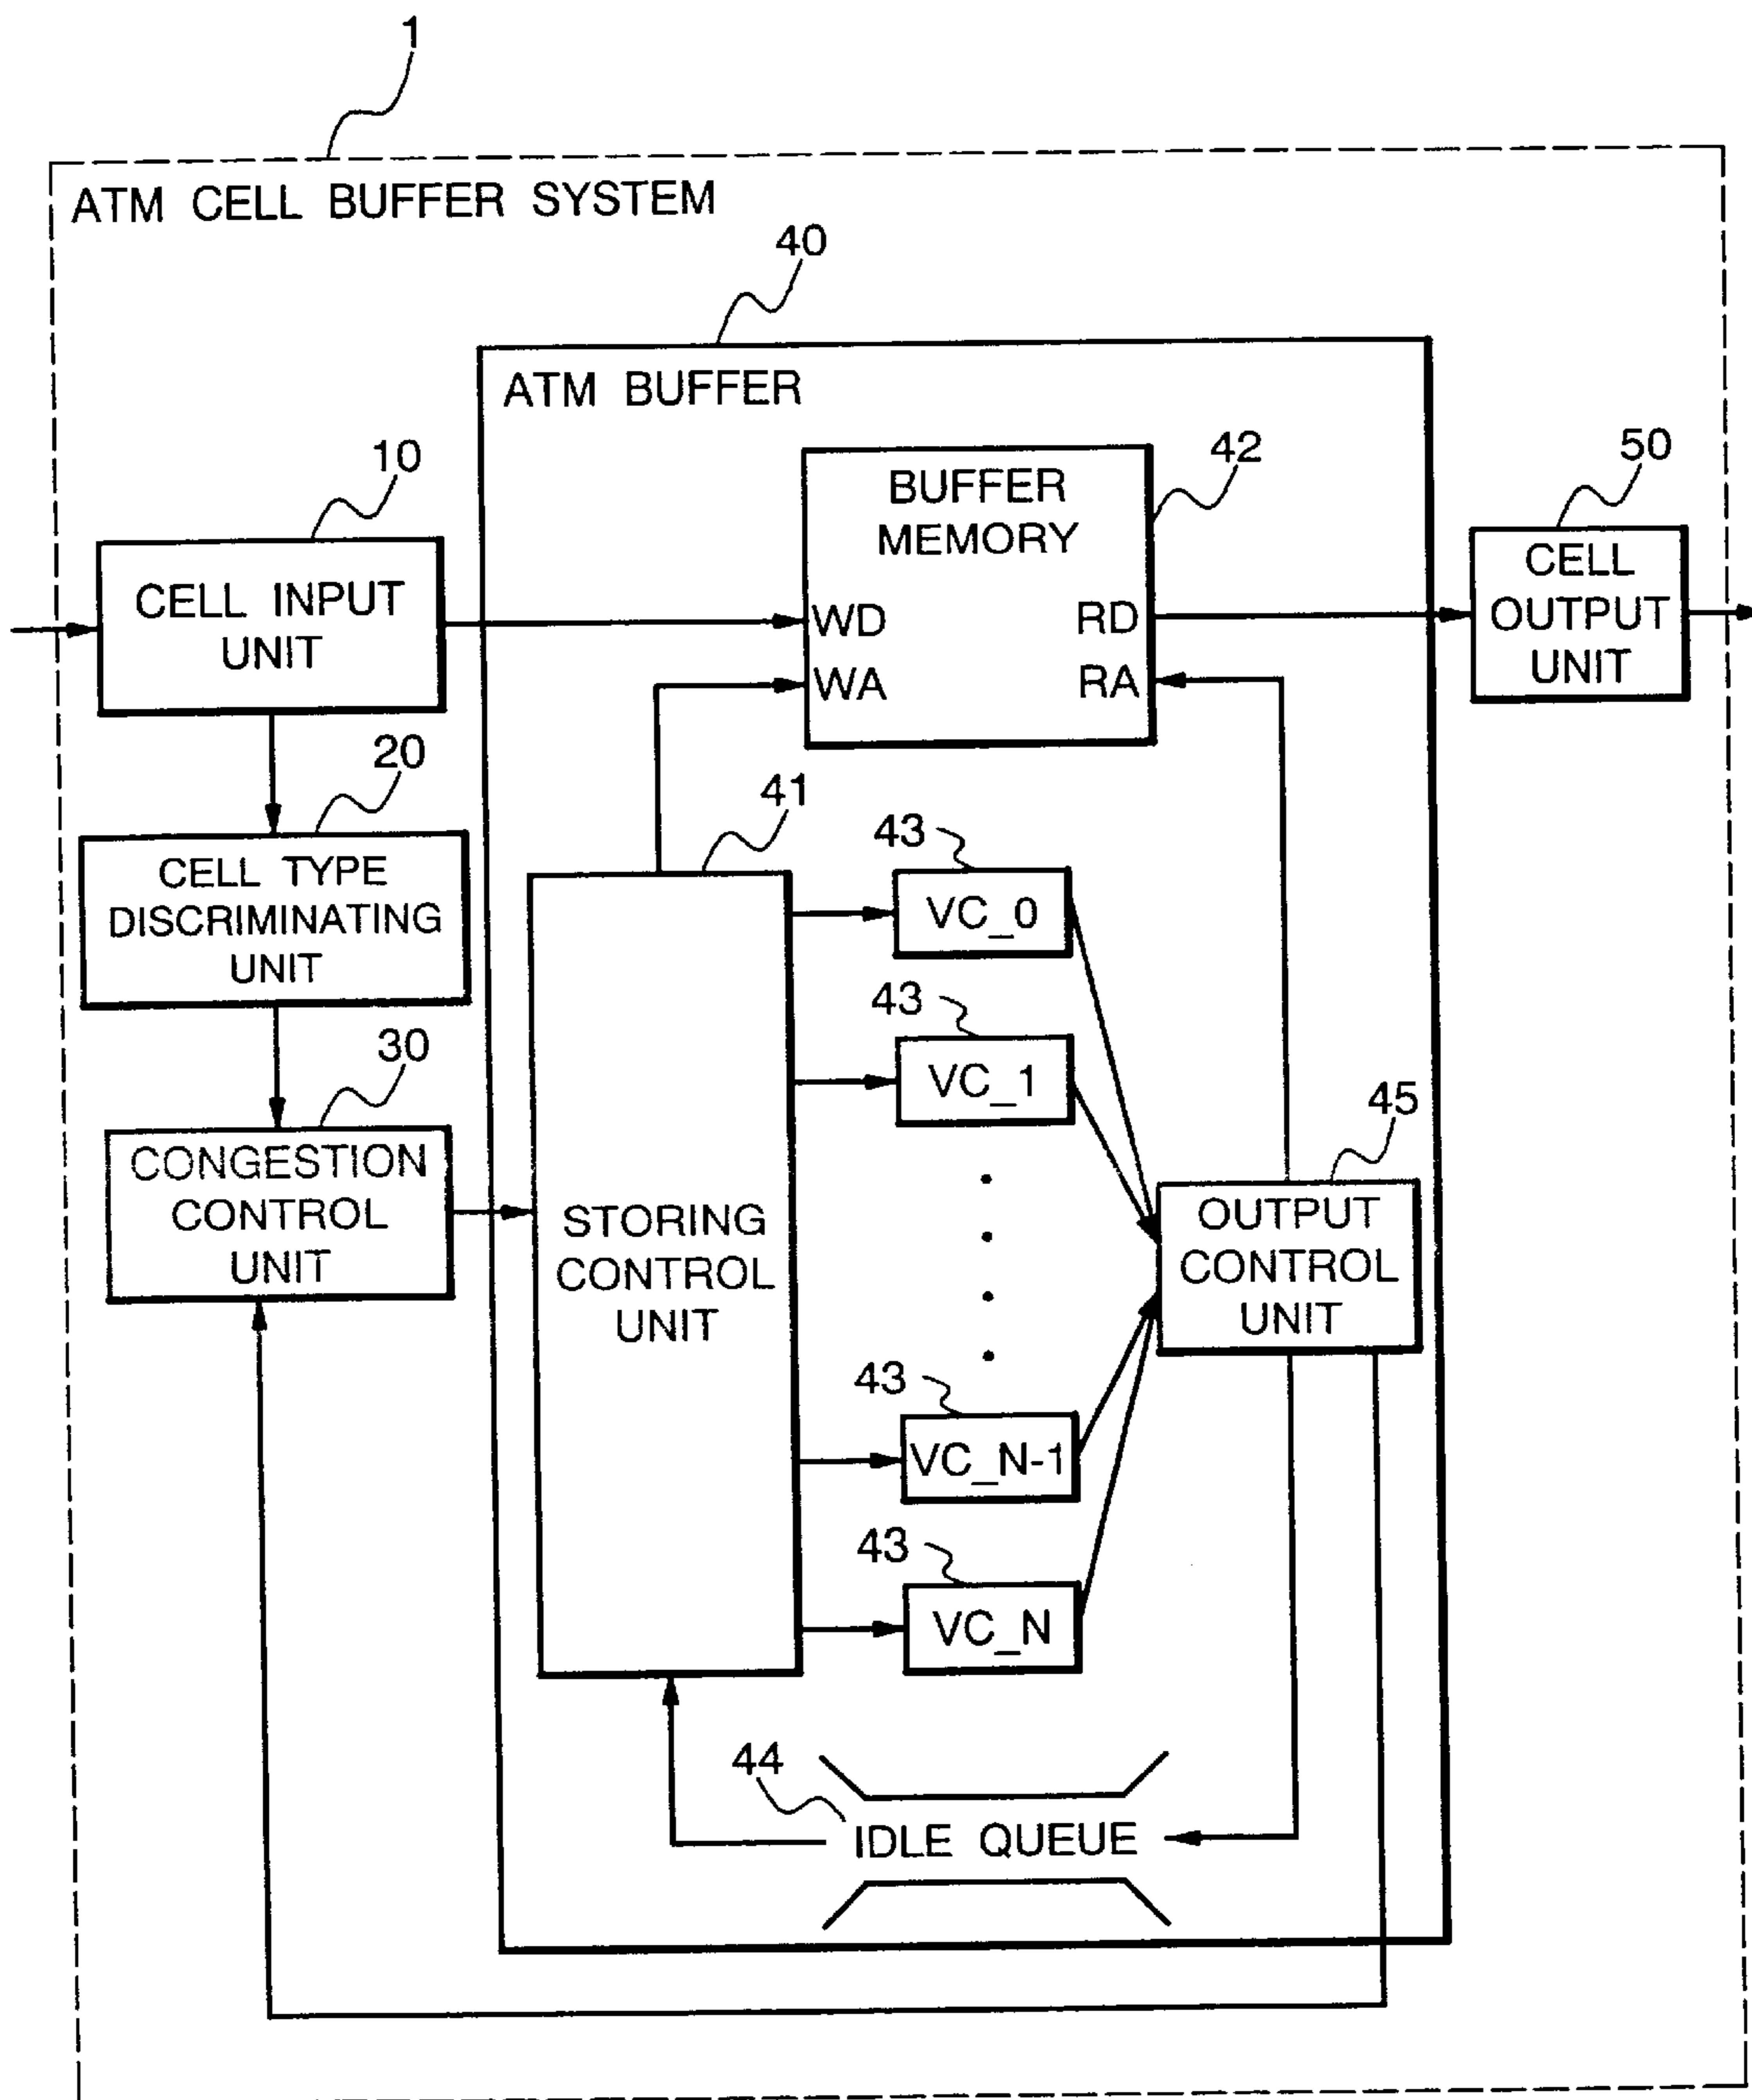 1
ATM CELL BUFFER SYSTEM
40
ATM BUFFER
10
CELL INPUT
UNIT
42
BUFFER
MEMORY
WD
RD
WA
RA
50
CELL
OUTPUT
UNIT
20
CELL TYPE
DISCRIMINATING
UNIT
41
43
VC_0
43
VC_1
30
CONGESTION
CONTROL
UNIT
STORING
CONTROL
UNIT
45
OUTPUT
CONTROL
UNIT
43
VC_N-1
43
VC_N
44
IDLE QUEUE